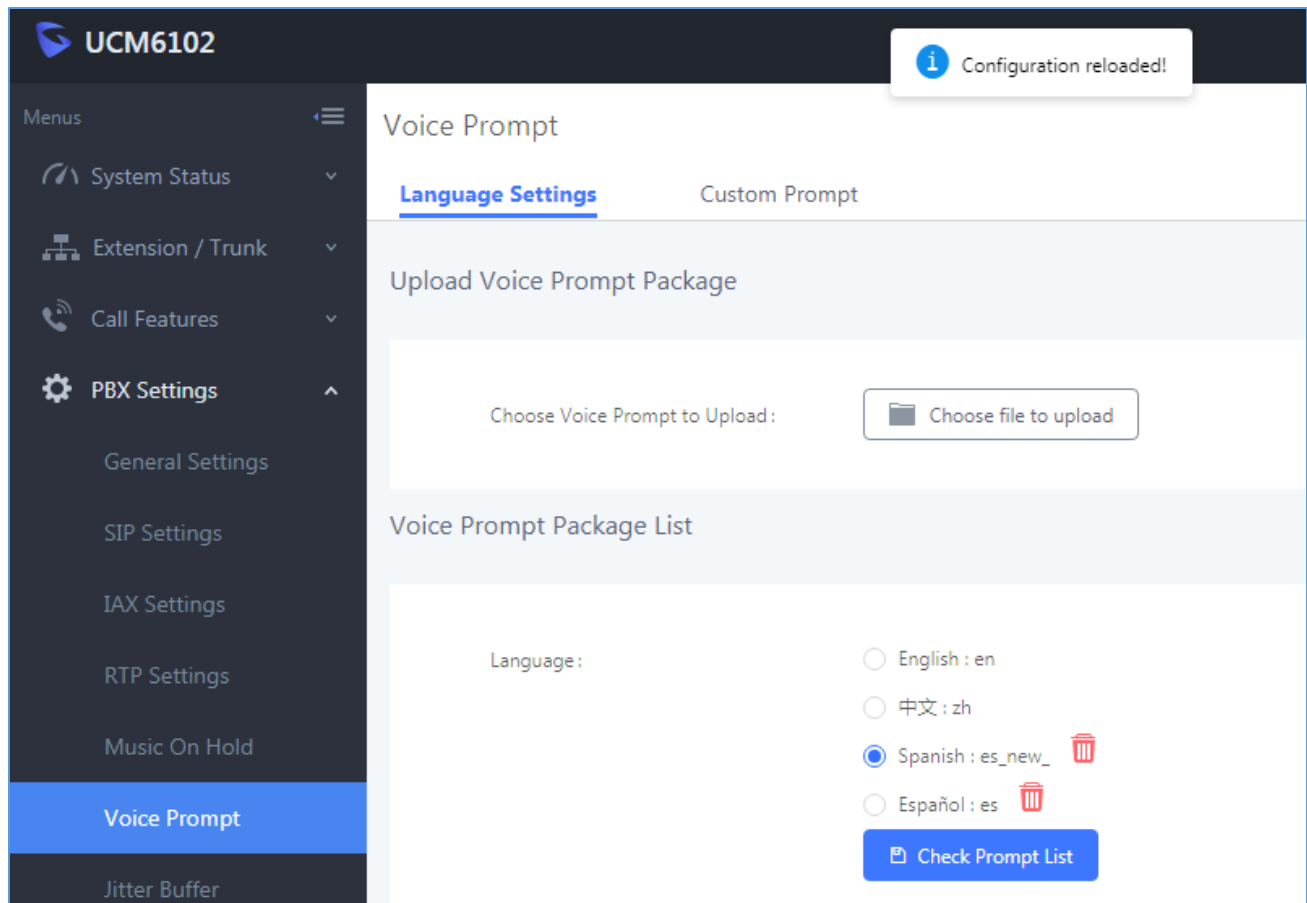 UCM6102
Configuration reloaded!
Menus
System Status
Extension / Trunk
Call Features
PBX Settings
General Settings
SIP Settings
IAX Settings
RTP Settings
Music On Hold
Voice Prompt
Jitter Buffer
Voice Prompt
Language Settings Custom Prompt
Upload Voice Prompt Package
Choose Voice Prompt to Upload : Choose file to upload
Voice Prompt Package List
Language : English : en
中文 : zh
Spanish : es_new_
Español : es
Check Prompt List